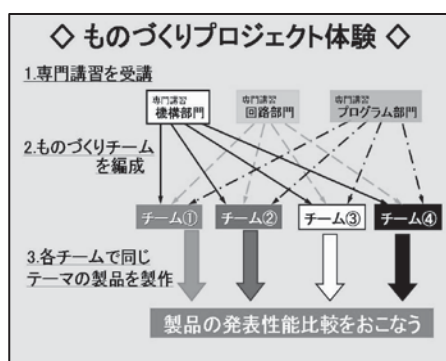 ◇ ものづくりプロジェクト体験 ◇
1.専門講習を受講
専門講習
機構部門
専門講習
回路部門
専門講習
プログラム部門
2.ものづくりチーム
を編成
チーム①
チーム②
チーム③
チーム④
3.各チームで同じ
テーマの製品を製作
製品の発表性能比較をおこなう